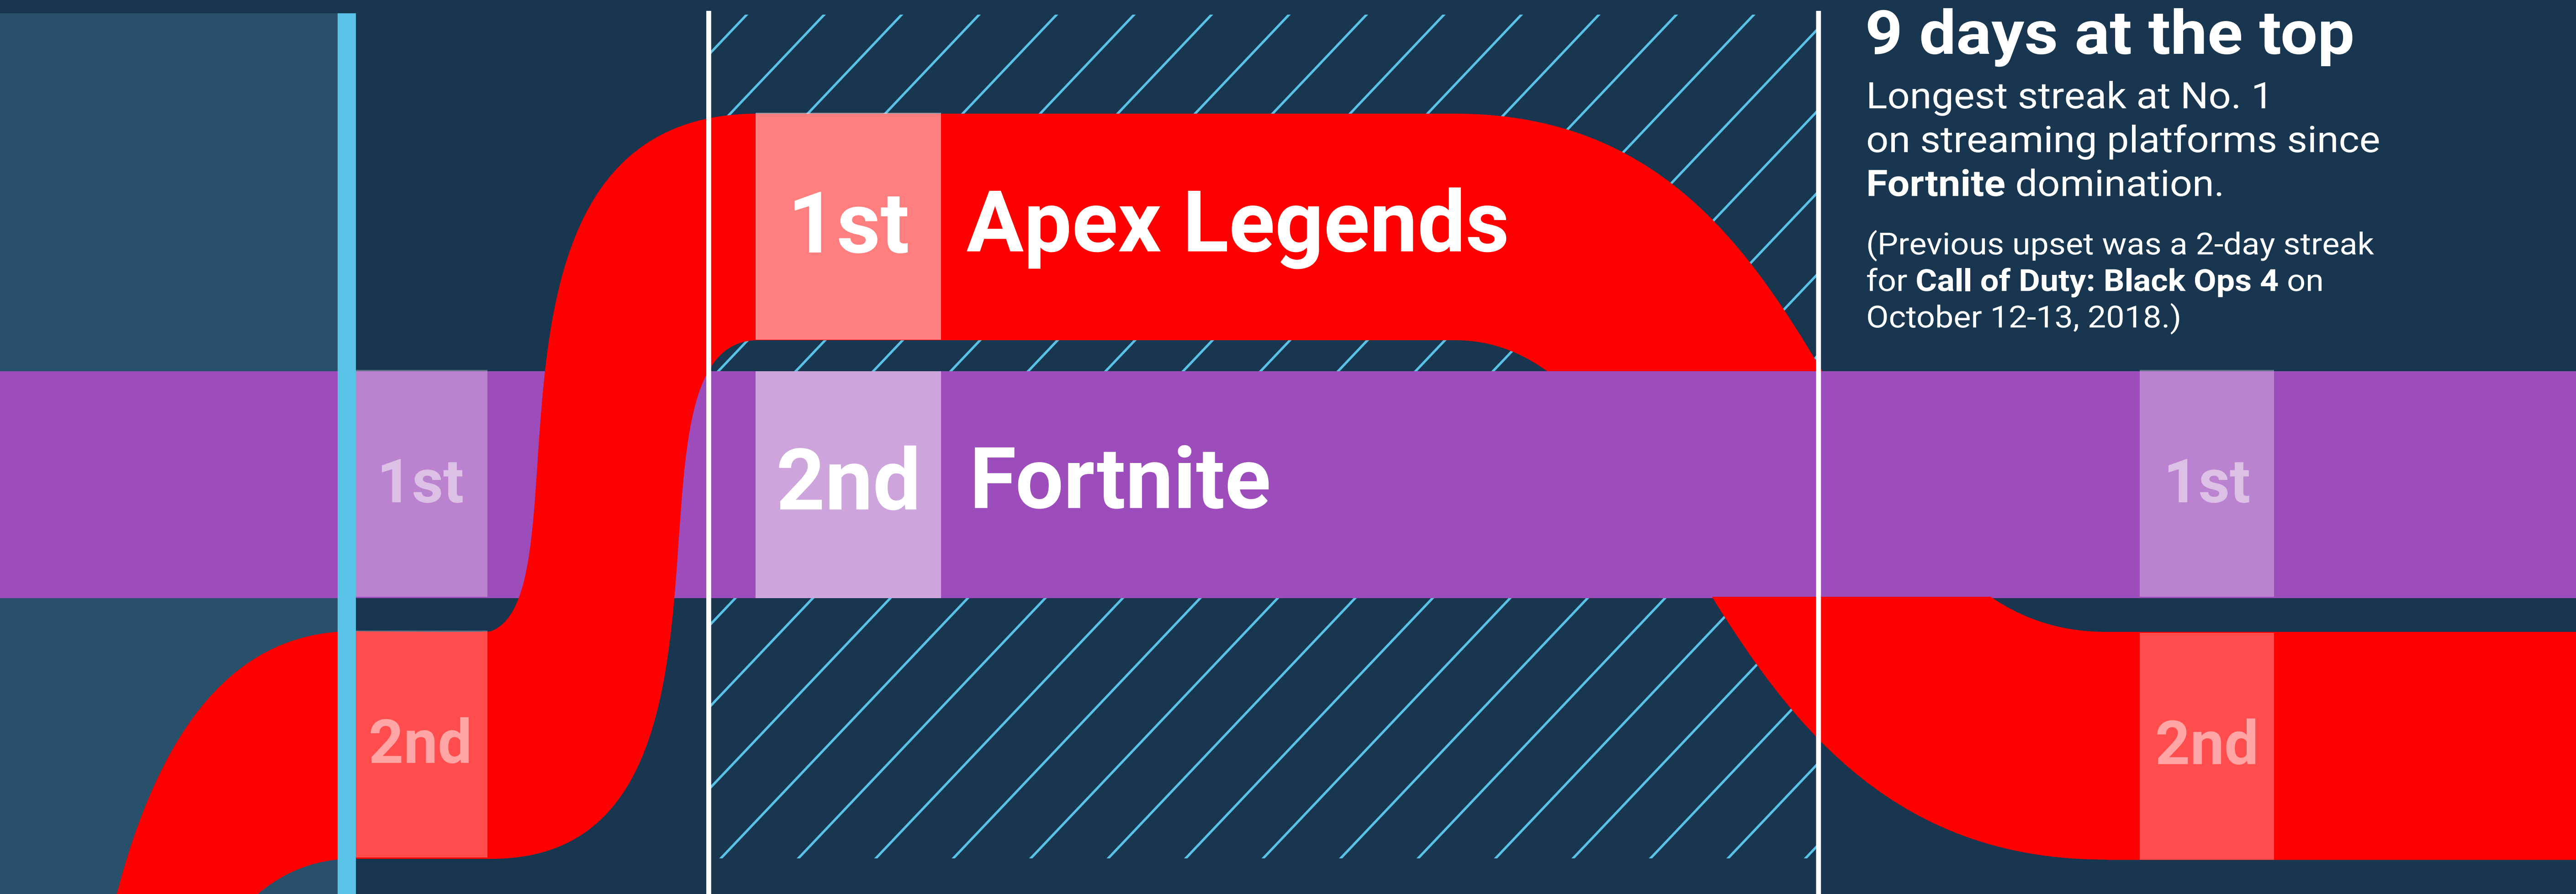 9 days at the top
Longest streak at No. 1
on streaming platforms since
Fortnite domination.
(Previous upset was a 2-day streak
for Call of Duty: Black Ops 4 on
October 12-13, 2018.)
1st Apex Legends
1st
2nd Fortnite
1st
2nd
2nd